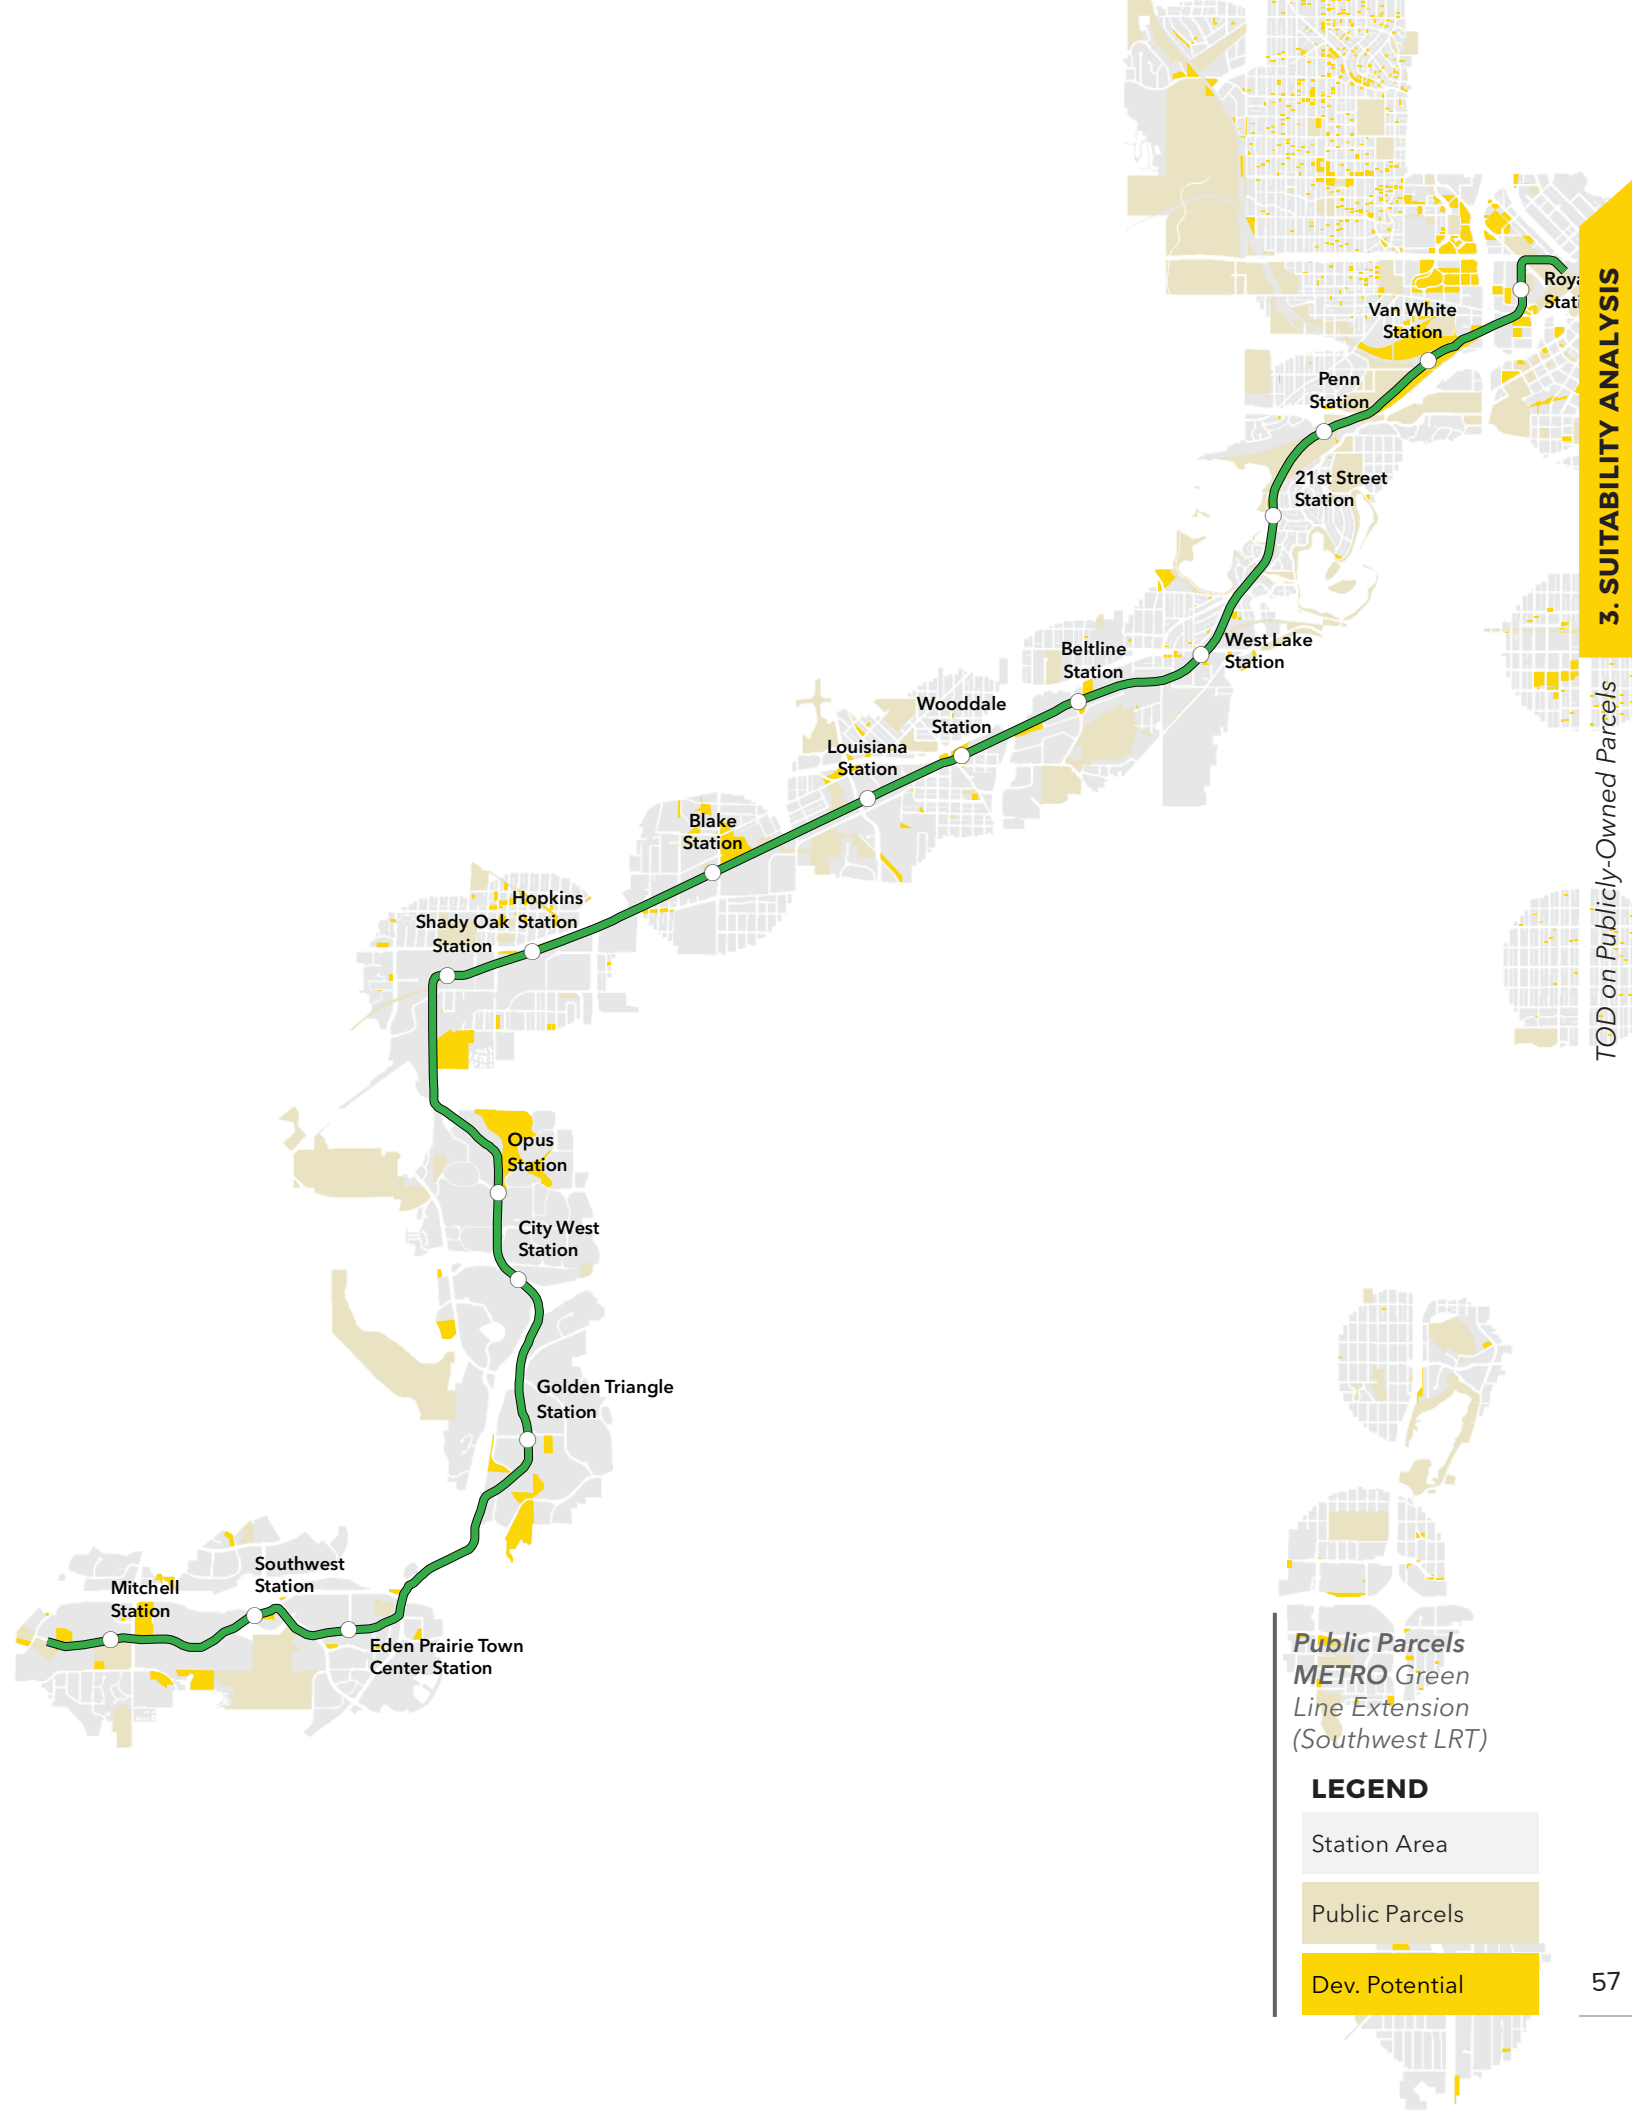 Roya
Stati
Van White
Station
Penn
Station
21st Street
Station
West Lake
Station
Beltline
Station
Wooddale
Station
Louisiana
Station
Blake
Station
Hopkins
Station
Shady Oak
Station
Opus
Station
City West
Station
Golden Triangle
Station
Southwest
Station
Mitchell
Station
Eden Prairie Town
Center Station
3. SUITABILITY ANALYSIS
TOD on Publicly-Owned Parcels
Public Parcels
METRO Green
Line Extension
(Southwest LRT)
LEGEND
Station Area
Public Parcels
Dev. Potential
57